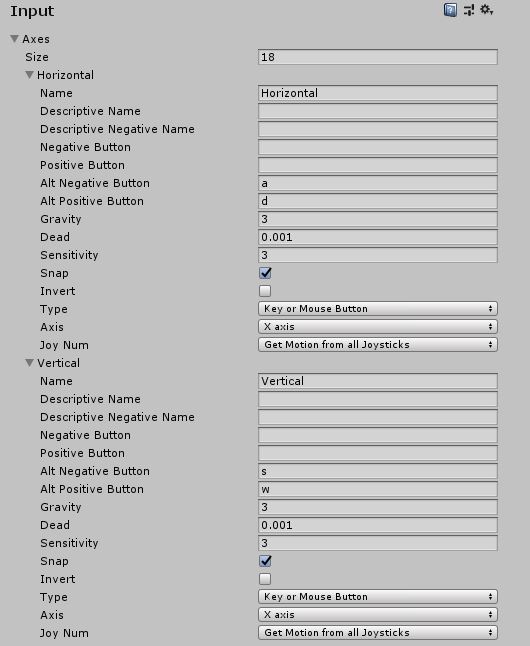 Input
Axes
Size 18
Horizontal
Name Horizontal
Descriptive Name
Descriptive Negative Name
Negative Button
Positive Button
Alt Negative Button a
Alt Positive Button d
Gravity 3
Dead 0.001
Sensitivity 3
Snap
Invert
Type Key or Mouse Button
Axis X axis
Joy Num Get Motion from all Joysticks
Vertical
Name Vertical
Descriptive Name
Descriptive Negative Name
Negative Button
Positive Button
Alt Negative Button s
Alt Positive Button w
Gravity 3
Dead 0.001
Sensitivity 3
Snap
Invert
Type Key or Mouse Button
Axis X axis
Joy Num Get Motion from all Joysticks